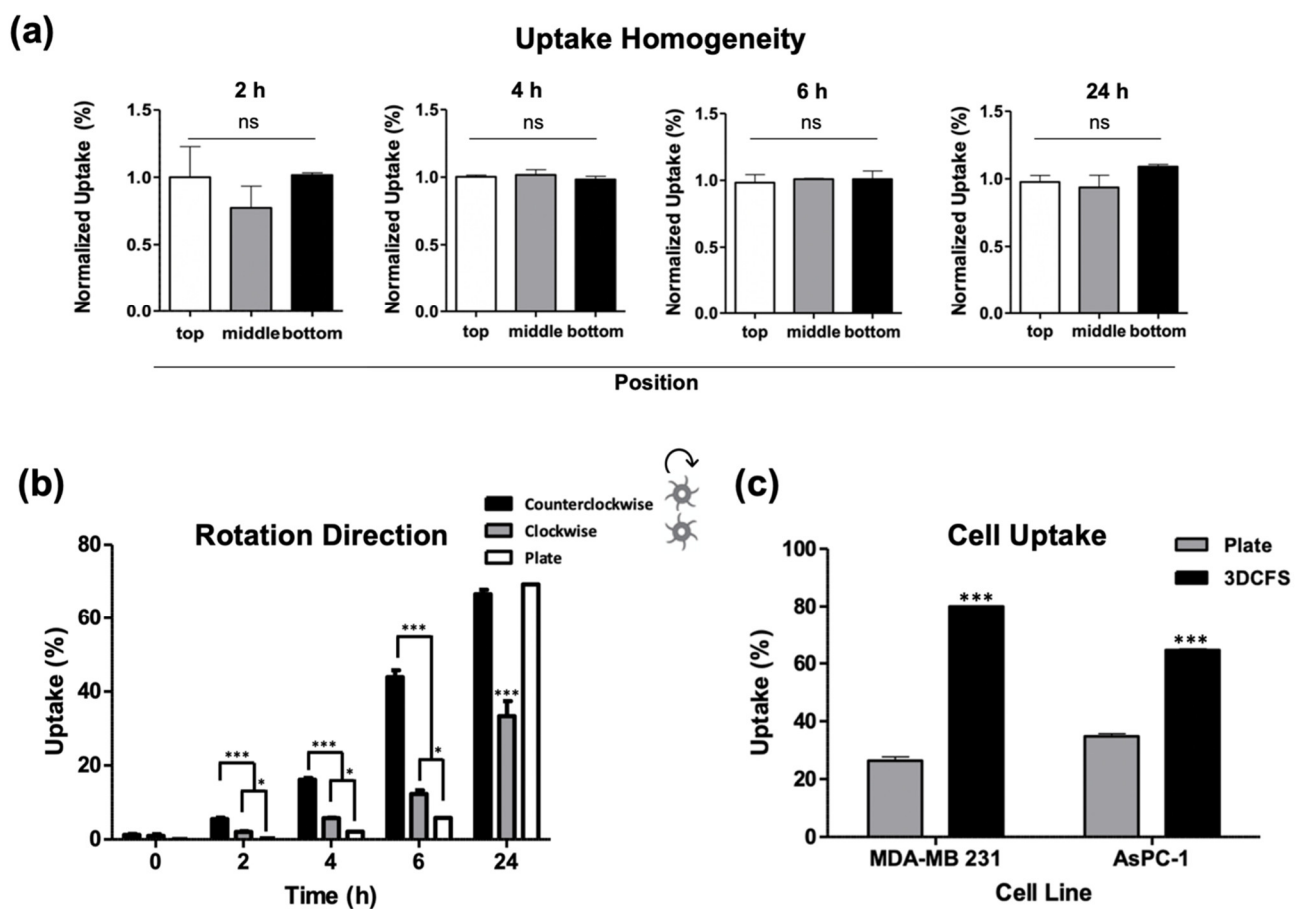 (a)
Uptake Homogeneity
2 h
4 h
6 h
24 h
Normalized Uptake (%)
1.5
1.0
0.5
0.0
ns
top middle bottom
Normalized Uptake (%)
1.5
1.0
0.5
0.0
ns
top middle bottom
Normalized Uptake (%)
1.5
1.0
0.5
0.0
ns
top middle bottom
Normalized Uptake (%)
1.5
1.0
0.5
0.0
ns
top middle bottom
Position
(b)
Rotation Direction
Counterclockwise
Clockwise
Plate
Uptake (%)
80
60
40
20
0
***
*
***
*
***
*
***
0 2 4 6 24
Time (h)
(c)
Cell Uptake
Plate
3DCFS
Uptake (%)
100
80
60
40
20
0
***
***
MDA-MB 231 AsPC-1
Cell Line